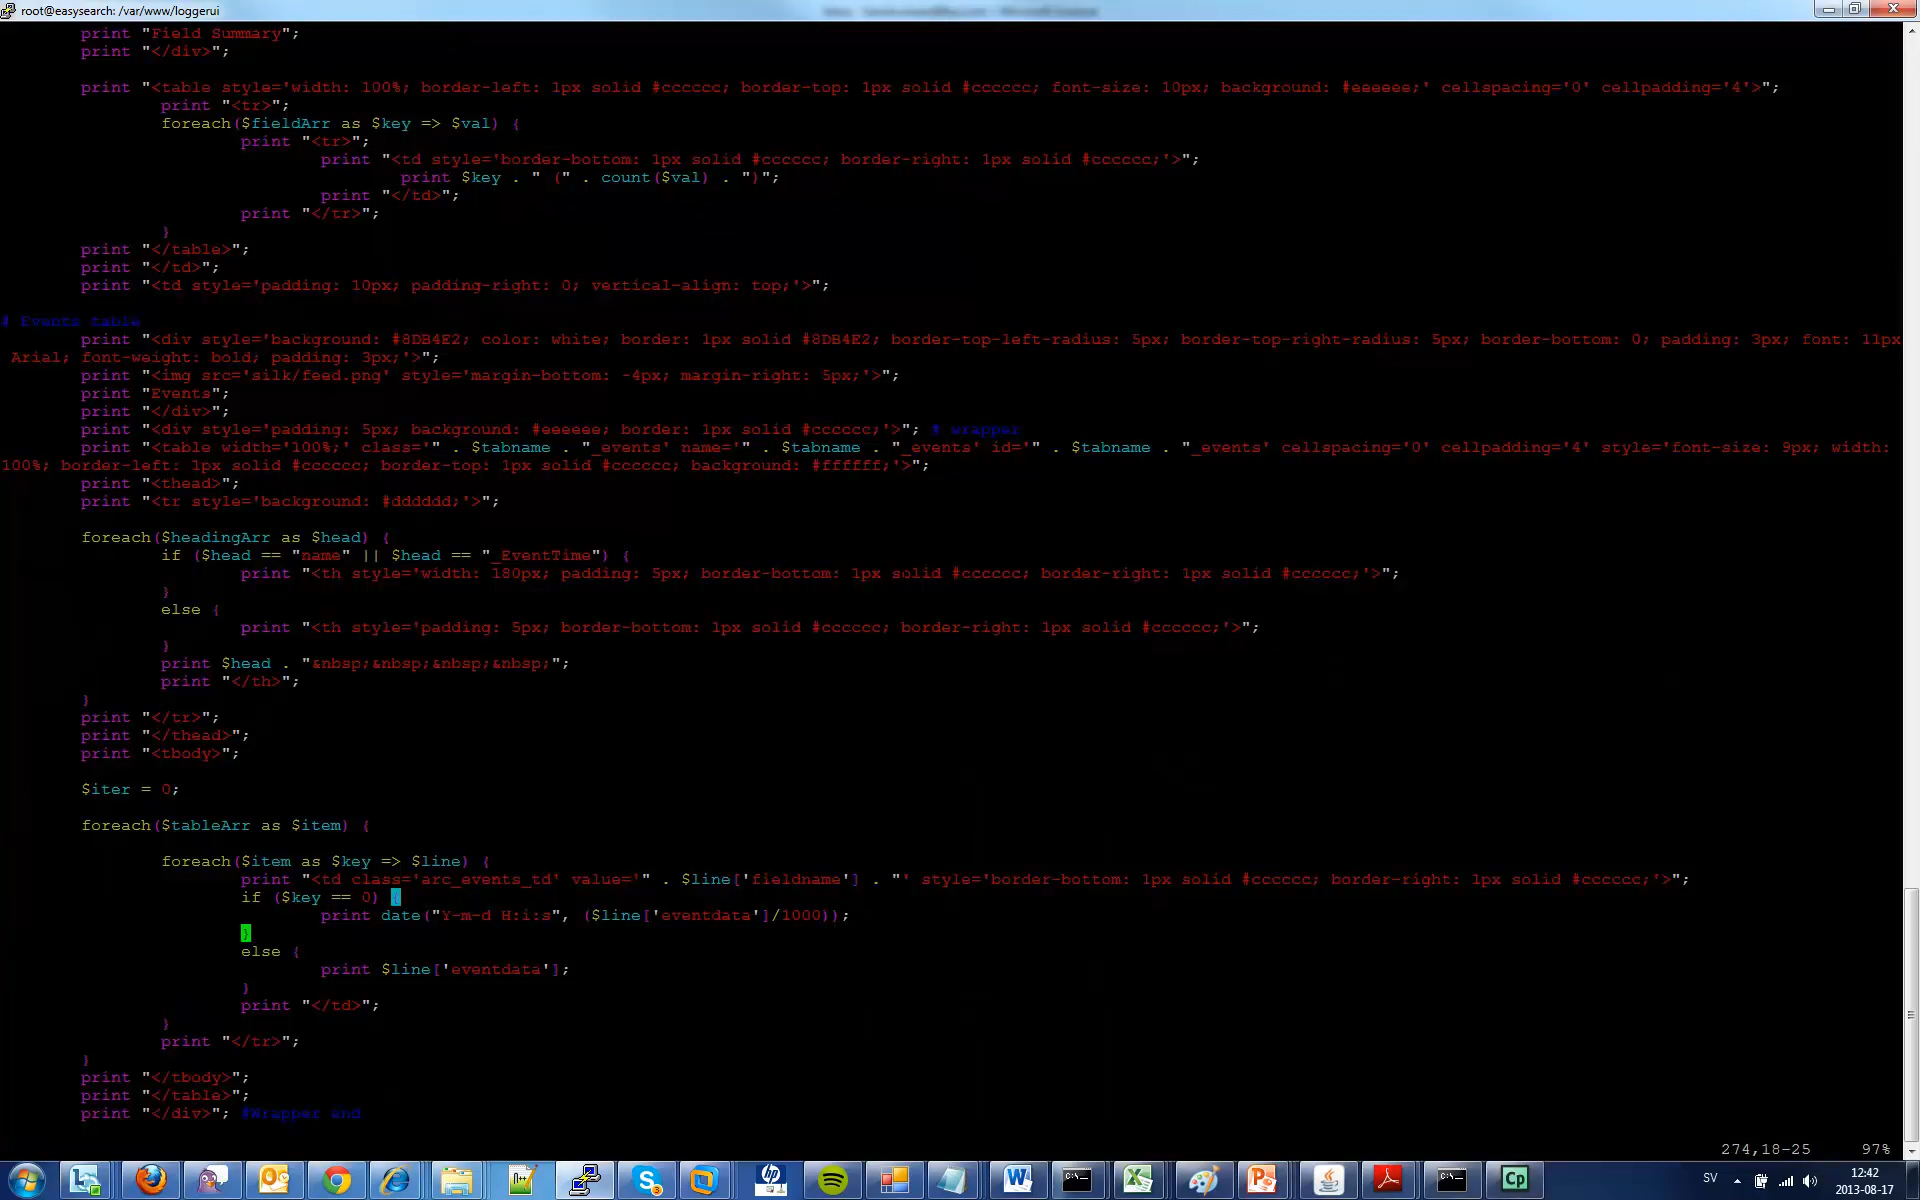 root@easysearch: /var/www/loggerui
print "Field Summary";
print "</div>";
print "<table style='width: 100%; border-left: 1px solid #cccccc; border-top: 1px solid #cccccc; font-size: 10px; background: #eeeeee;' cellspacing='0' cellpadding='4'>";
print "<tr>";
foreach($fieldArr as $key => $val) {
print "<tr>";
print "<td style='border-bottom: 1px solid #cccccc; border-right: 1px solid #cccccc;'>";
print $key . " (" . count($val) . ")";
print "</td>";
print "</tr>";
}
print "</table>";
print "</td>";
print "<td style='padding: 10px; padding-right: 0; vertical-align: top;'>";
# Events table
print "<div style='background: #8DB4E2; color: white; border: 1px solid #8DB4E2; border-top-left-radius: 5px; border-top-right-radius: 5px; border-bottom: 0; padding: 3px; font: 11px
Arial; font-weight: bold; padding: 3px;'>";
print "<img src='silk/feed.png' style='margin-bottom: -4px; margin-right: 5px;'>";
print "Events";
print "</div>";
print "<div style='padding: 5px; background: #eeeeee; border: 1px solid #cccccc;'>"; # wrapper
print "<table width='100%;' class='" . $tabname . "_events' name='" . $tabname . "_events' id='" . $tabname . "_events' cellspacing='0' cellpadding='4' style='font-size: 9px; width:
100%; border-left: 1px solid #cccccc; border-top: 1px solid #cccccc; background: #ffffff;'>";
print "<thead>";
print "<tr style='background: #dddddd;'>";
foreach($headingArr as $head) {
if ($head == "name" || $head == "_EventTime") {
print "<th style='width: 180px; padding: 5px; border-bottom: 1px solid #cccccc; border-right: 1px solid #cccccc;'>";
}
else {
print "<th style='padding: 5px; border-bottom: 1px solid #cccccc; border-right: 1px solid #cccccc;'>";
}
print $head . "&nbsp;&nbsp;&nbsp;&nbsp;";
print "</th>";
}
print "</tr>";
print "</thead>";
print "<tbody>";
$iter = 0;
foreach($tableArr as $item) {
foreach($item as $key => $line) {
print "<td class='arc_events_td' value='" . $line['fieldname'] . "' style='border-bottom: 1px solid #cccccc; border-right: 1px solid #cccccc;'>";
if ($key == 0) {
print date("Y-m-d H:i:s", ($line['eventdata']/1000));
}
else {
print $line['eventdata'];
}
print "</td>";
}
print "</tr>";
}
print "</tbody>";
print "</table>";
print "</div>"; #Wrapper end
274,18-25 97%
SV
12:42
2013-08-17